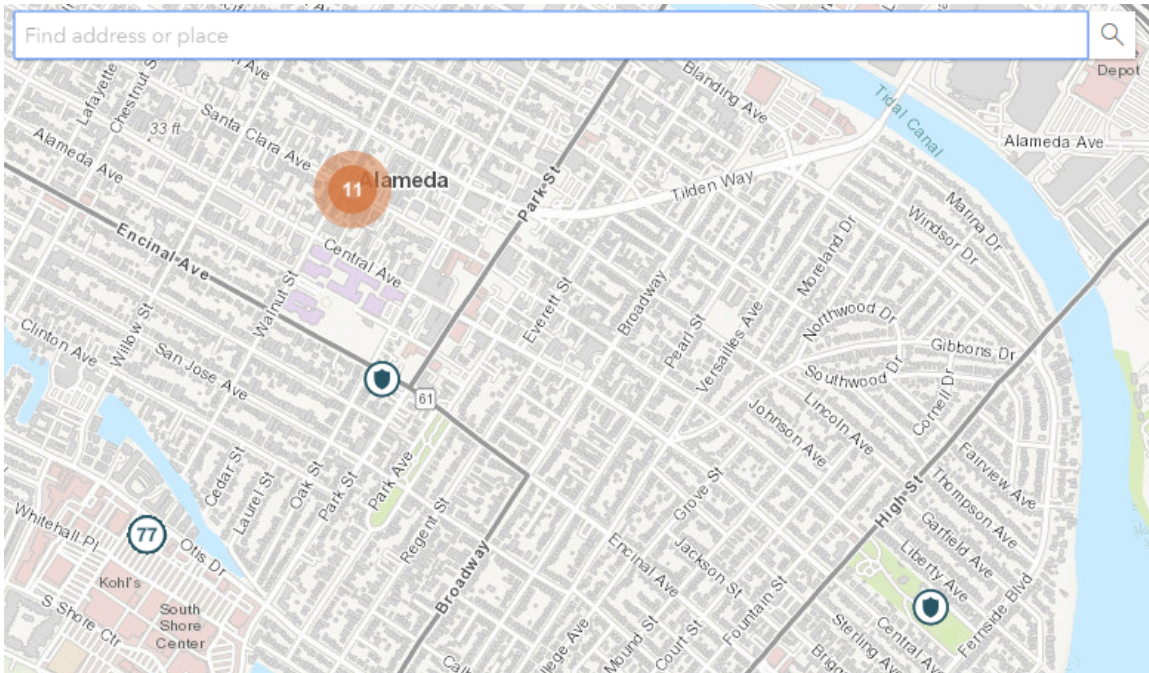 Find address or place
Lafayette
Chestnut St
Ave
Blanding Ave
Depot
Tidal Canal
33 ft
Santa Clara Ave
Alameda Ave
Alameda Ave
11
Alameda
Tilden Way
Park St
Marina Dr
Windsor Dr
Moreland Dr
Encinal Ave
Central Ave
Walnut St
Everett St
Broadway
Pearl St
Versailles Ave
Northwood Dr
Gibbons Dr
Southwood Dr
Cornell Dr
Clinton Ave
Willow St
San Jose Ave
61
Johnson Ave
Lincoln Ave
Fairview Ave
Cedar St
Laurel St
Oak St
Park St
Park Ave
Regent St
Grove St
High St
Thompson Ave
Garfield Ave
Liberty Ave
Whitehall Pl
77
Otis Dr
Broadway
Encinal Ave
Jackson St
Fountain St
Kohl's
S Shore Ctr
South
Shore
Center
Mound St
Court St
Sterling Ave
Central Ave
Fernside Blvd
llege Ave
Brigg